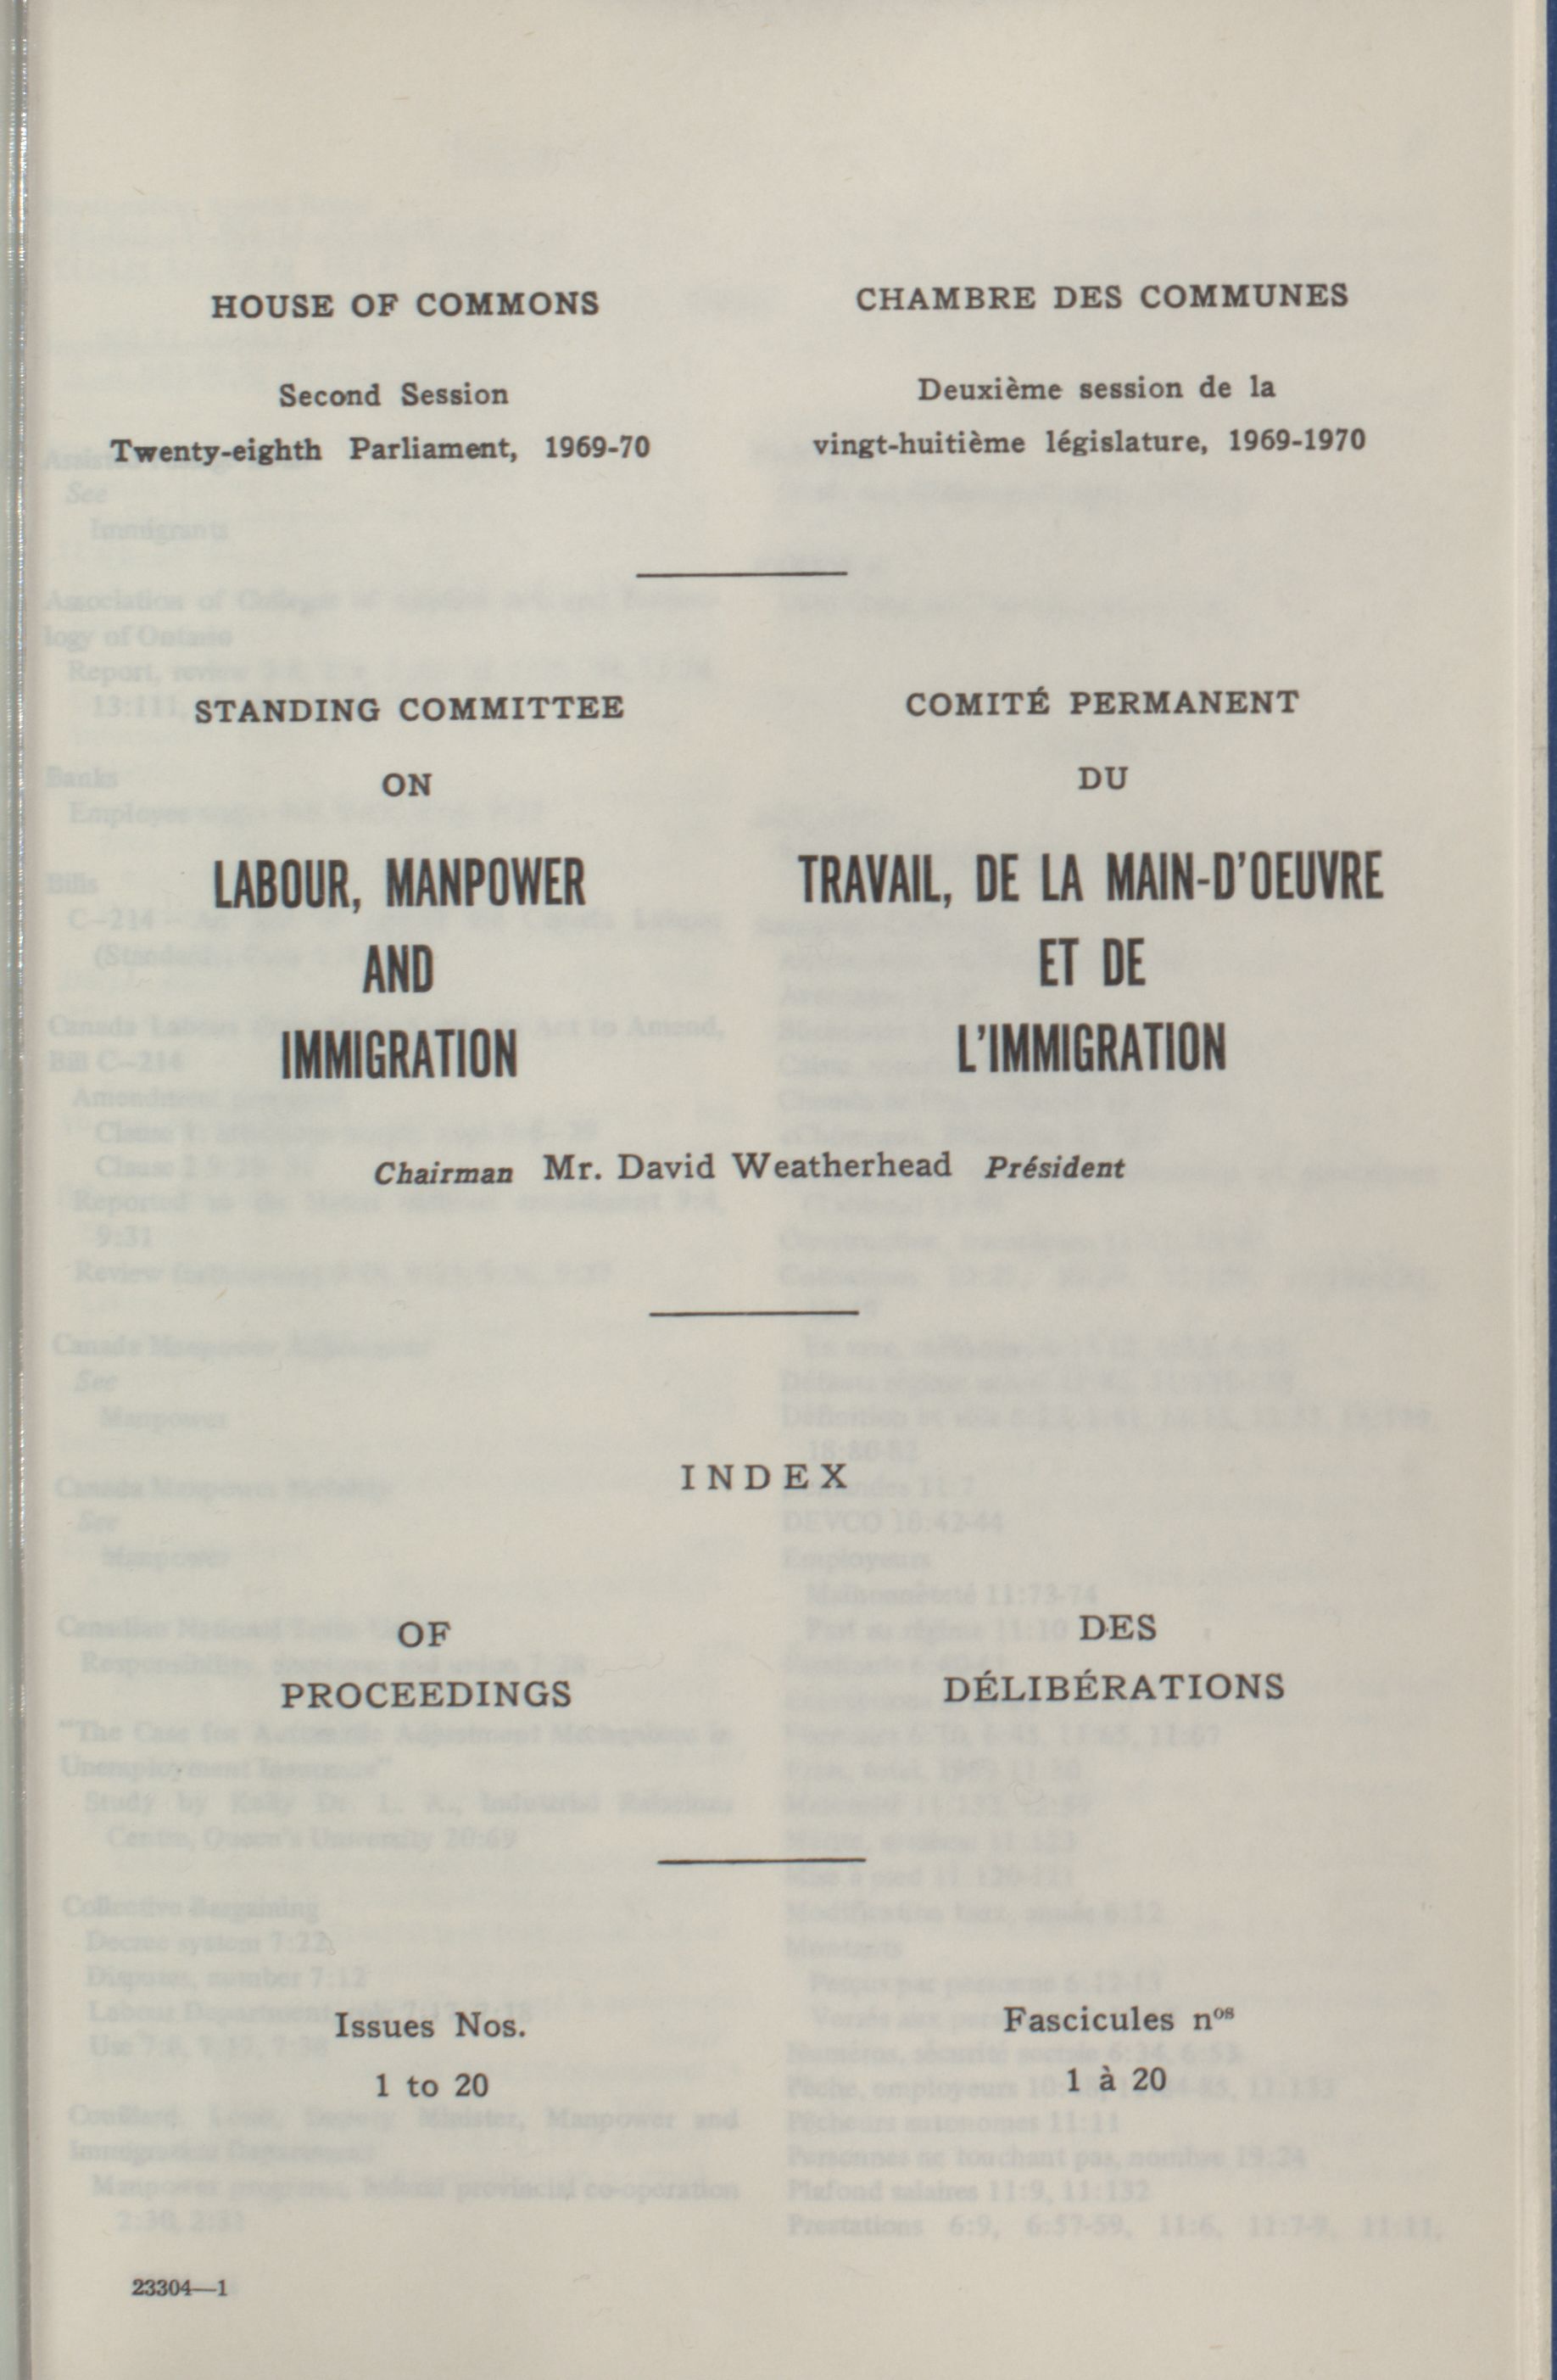 HOUSE OF COMMONS
Second Session
Twenty-eighth Parliament, 1969-70
CHAMBRE DES COMMUNES
Deuxième session de la
vingt-huitième législature, 1969-1970
STANDING COMMITTEE
ON
LABOUR, MANPOWER
AND
IMMIGRATION
COMITÉ PERMANENT
DU
TRAVAIL, DE LA MAIN-D'OEUVRE
ET DE
L'IMMIGRATION
Chairman Mr. David Weatherhead Président
INDEX
OF
PROCEEDINGS
DES
DÉLIBÉRATIONS
Issues Nos.
1 to 20
Fascicules nos
1 à 20
23304—1